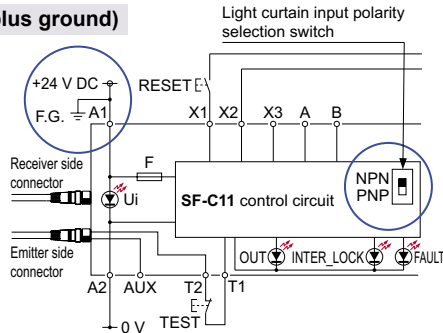 plus ground)
Light curtain input polarity
selection switch
+24 V DC
RESET
F.G.
A1
X1
X2
X3
A
B
Receiver side
connector
F
Ui
SF-C11 control circuit
NPN
PNP
Emitter side
connector
OUT
INTER_LOCK
FAULT
A2
AUX
T2
T1
TEST
0 V